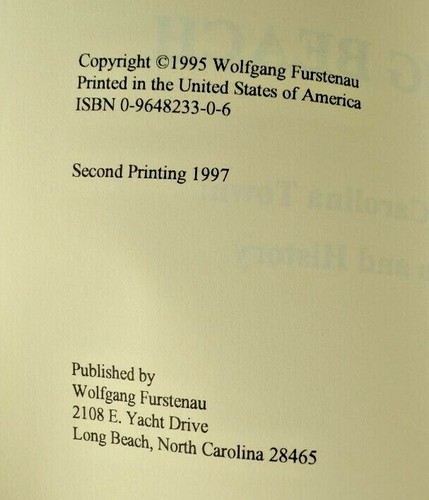 Copyright ©1995 Wolfgang Furstenau
Printed in the United States of America
ISBN 0-9648233-0-6
Second Printing 1997
Published by
Wolfgang Furstenau
2108 E. Yacht Drive
Long Beach, North Carolina 28465